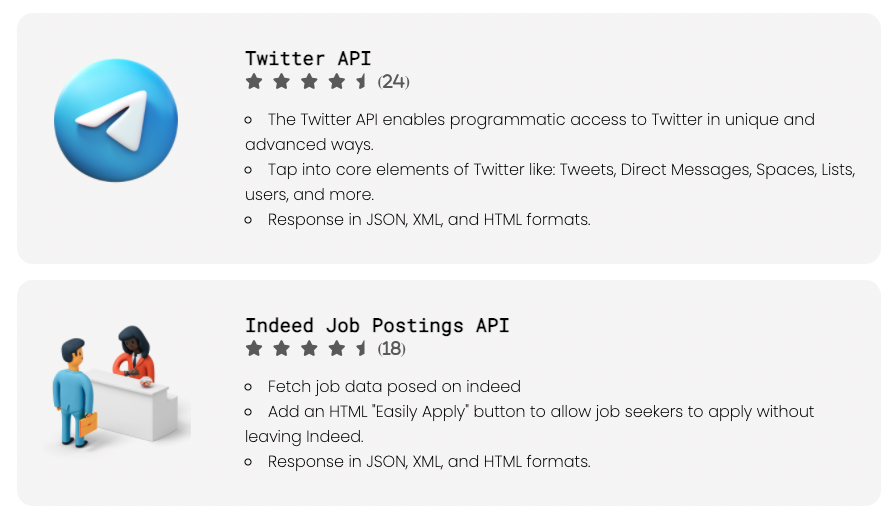 Twitter API
(24)
The Twitter API enables programmatic access to Twitter in unique and
advanced ways.
Tap into core elements of Twitter like: Tweets, Direct Messages, Spaces, Lists,
users, and more.
Response in JSON, XML, and HTML formats.
Indeed Job Postings API
(18)
Fetch job data posed on indeed
Add an HTML "Easily Apply" button to allow job seekers to apply without
leaving Indeed.
Response in JSON, XML, and HTML formats.